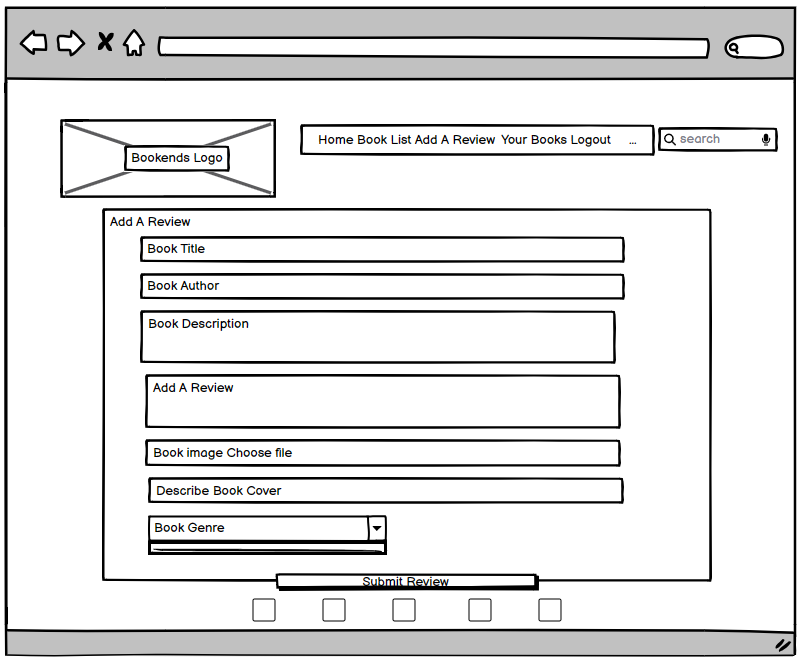 Bookends Logo
Home Book List Add A Review Your Books Logout ...
search
Add A Review
Book Title
Book Author
Book Description
Add A Review
Book image Choose file
Describe Book Cover
Book Genre
Submit Review